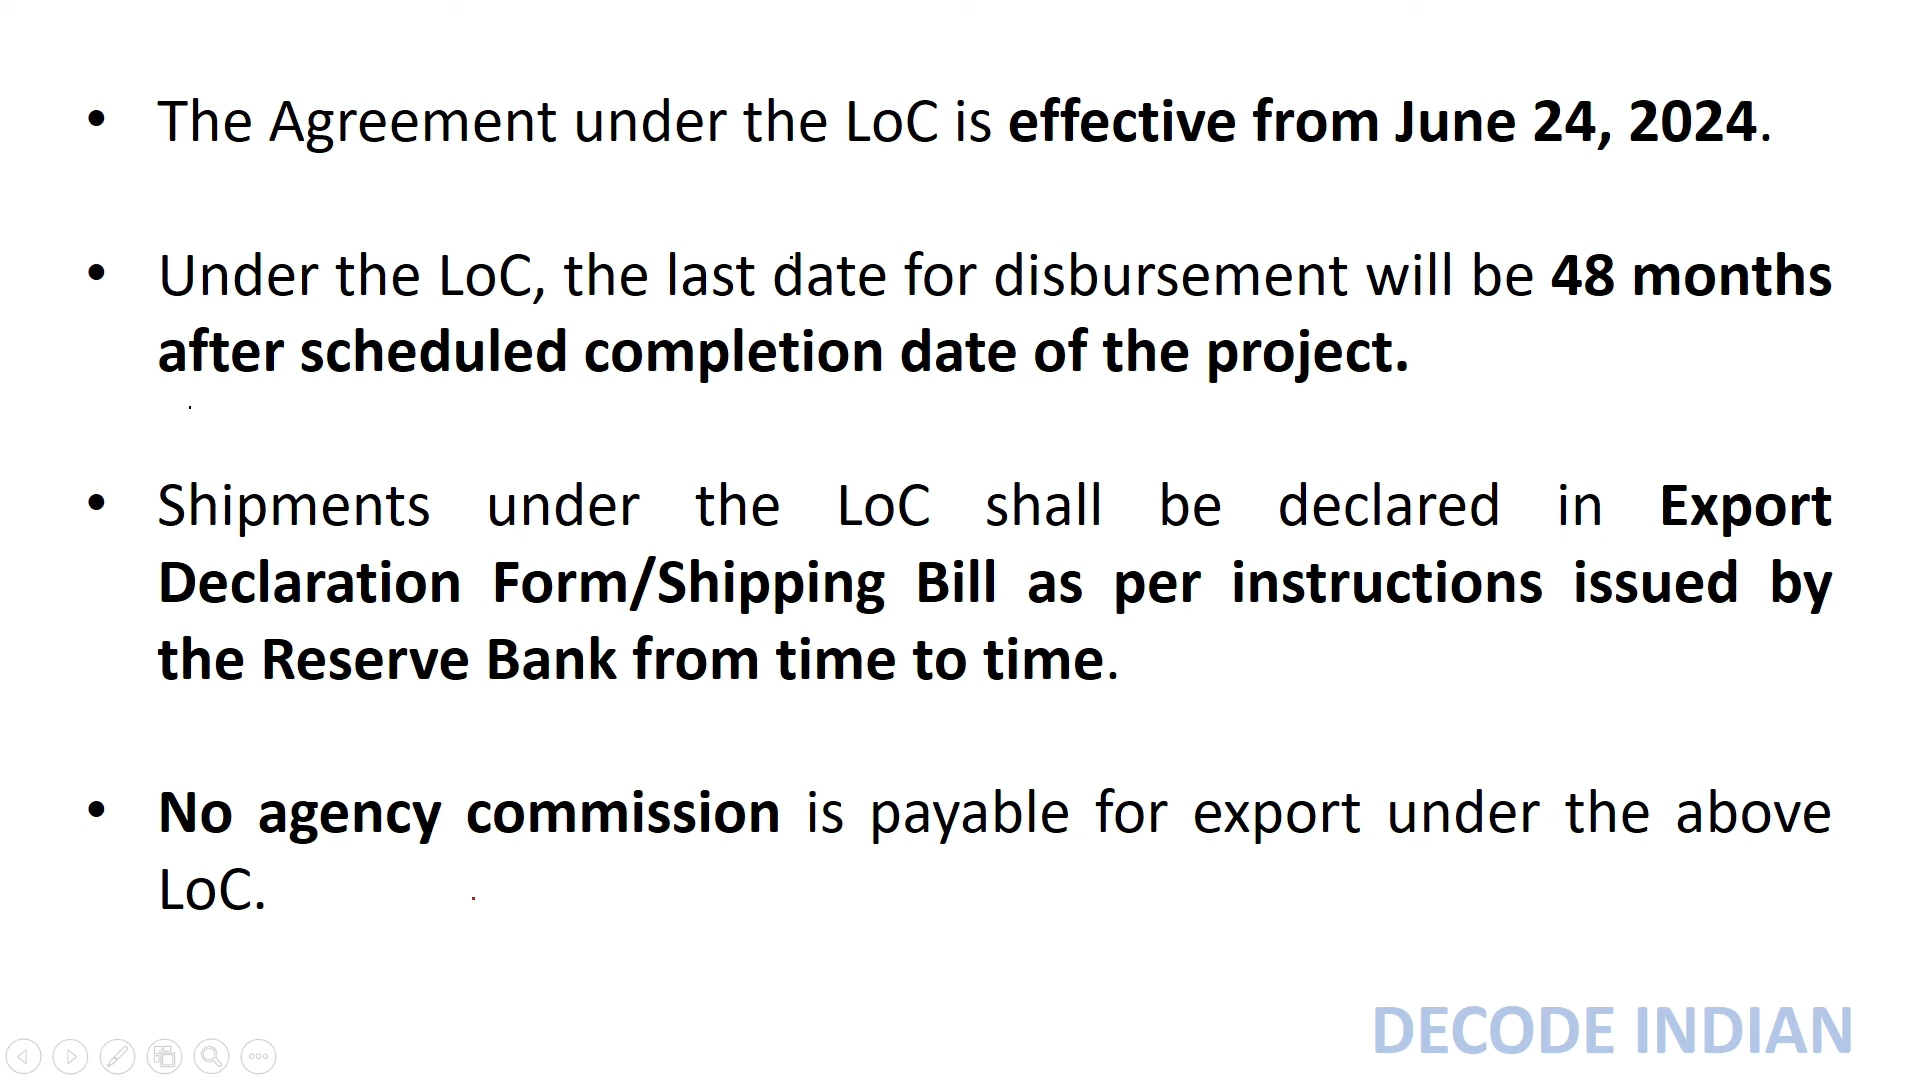 • The Agreement under the LoC is effective from June 24, 2024.
• Under the LoC, the last date for disbursement will be 48 months
after scheduled completion date of the project.
• Shipments under the LoC shall be declared in Export
Declaration Form/Shipping Bill as per instructions issued by
the Reserve Bank from time to time.
• No agency commission is payable for export under the above
LoC.
DECODE INDIAN